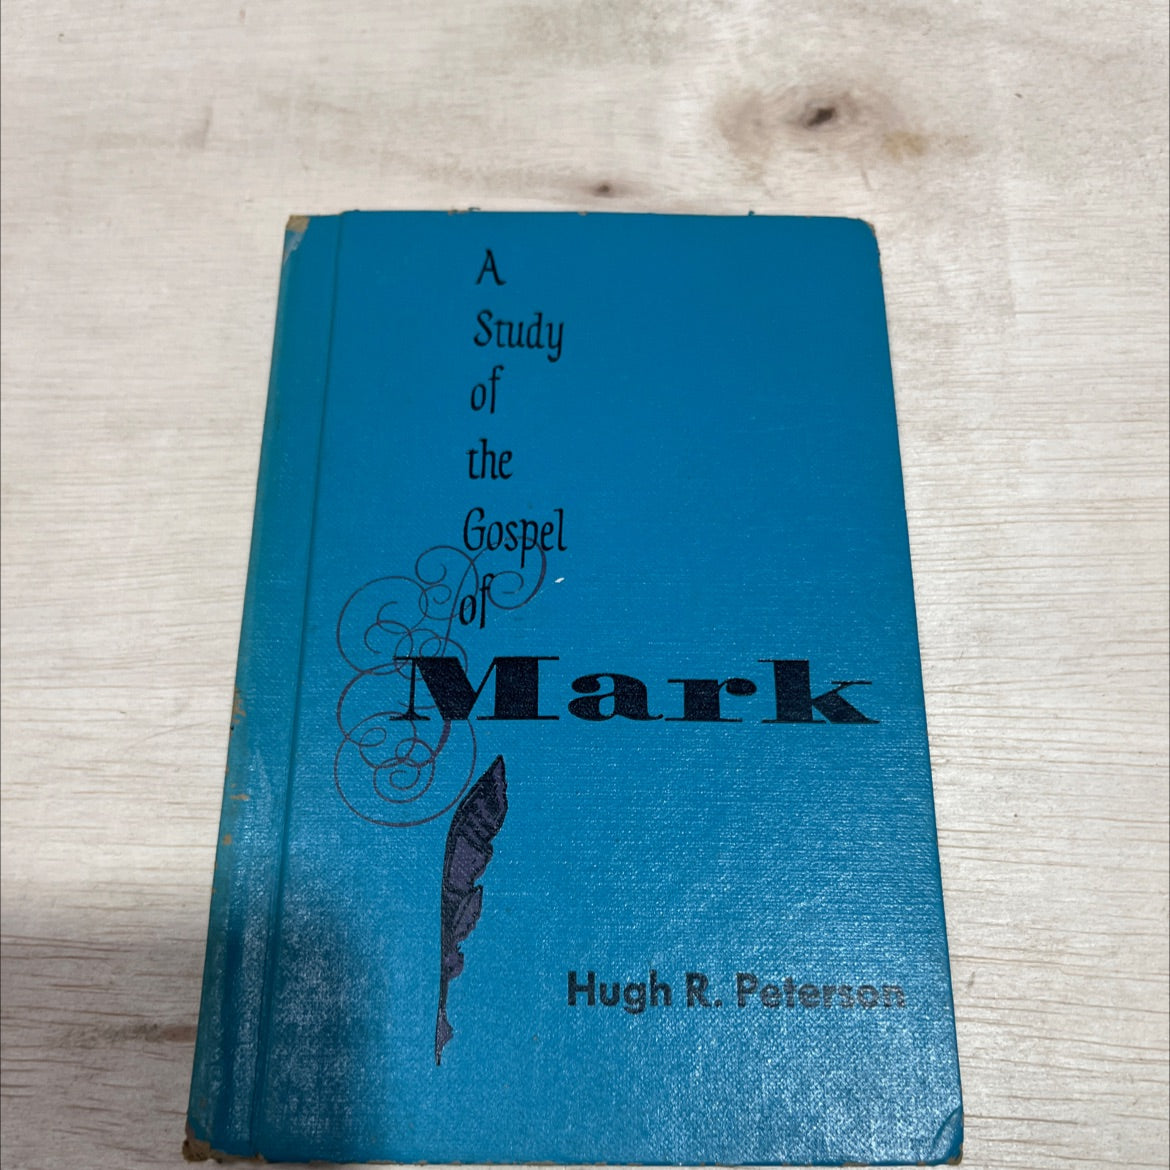 A
Study
of
the
Gospel
of
Mark
Hugh R. Peterson